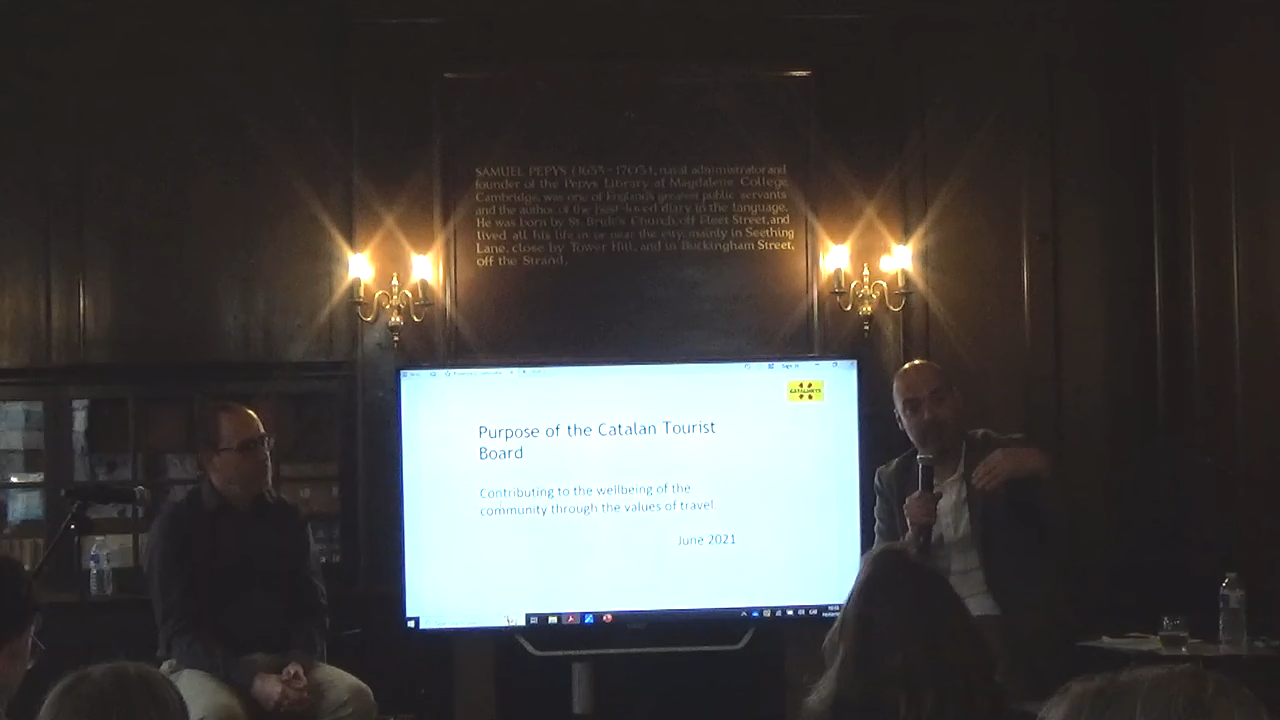 SAMUEL PEPYS (1633-1703), naval administrator and
founder of the Pepys Library at Magdalene College
Cambridge, was one of England's greatest public servants
and the author of the best-loved diary in the language.
He was born by St. Bride's Church, off Fleet Street, and
lived all his life in or near the city, mainly in Seething
Lane, close by Tower Hill, and in Buckingham Street,
off the Strand.
Sign In
Purpose of the Catalan Tourist
Board
Contributing to the wellbeing of the
community through the values of travel.
June 2021